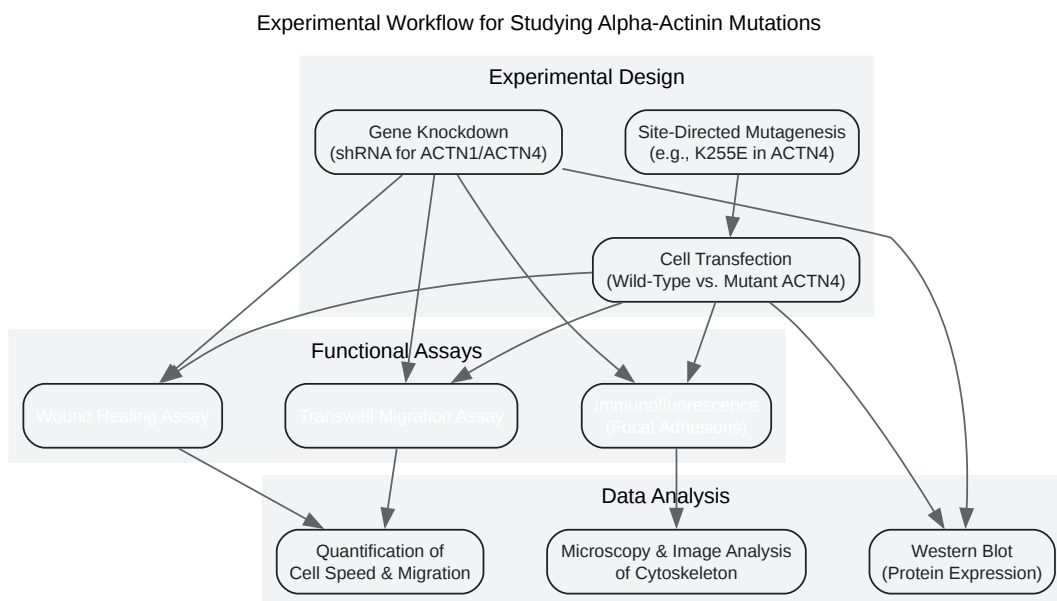 Experimental Workflow for Studying Alpha-Actinin Mutations
Experimental Design
Gene Knockdown
(shRNA for ACTN1/ACTN4)
Site-Directed Mutagenesis
(e.g., K255E in ACTN4)
Cell Transfection
(Wild-Type vs. Mutant ACTN4)
Functional Assays
Wound Healing Assay
Transwell Migration Assay
Immunofluorescence
(Focal Adhesions)
Data Analysis
Quantification of
Cell Speed & Migration
Microscopy & Image Analysis
of Cytoskeleton
Western Blot
(Protein Expression)